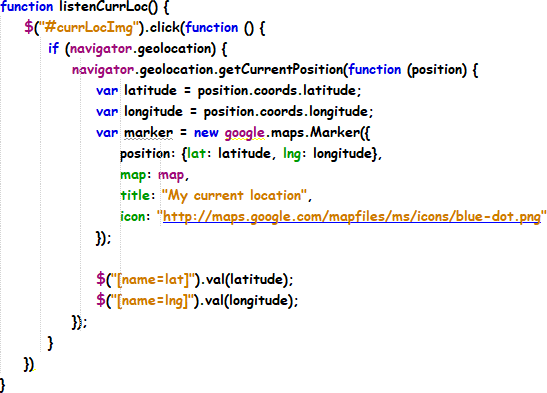 function listenCurrLoc() {
    $("#currLocImg").click(function () {
        if (navigator.geolocation) {
            navigator.geolocation.getCurrentPosition(function (position) {
                var latitude = position.coords.latitude;
                var longitude = position.coords.longitude;
                var marker = new google.maps.Marker({
                    position: {lat: latitude, lng: longitude},
                    map: map,
                    title: "My current location",
                    icon: "http://maps.google.com/mapfiles/ms/icons/blue-dot.png"
                });

                $("[name=lat]").val(latitude);
                $("[name=lng]").val(longitude);
            });
        }
    })
}